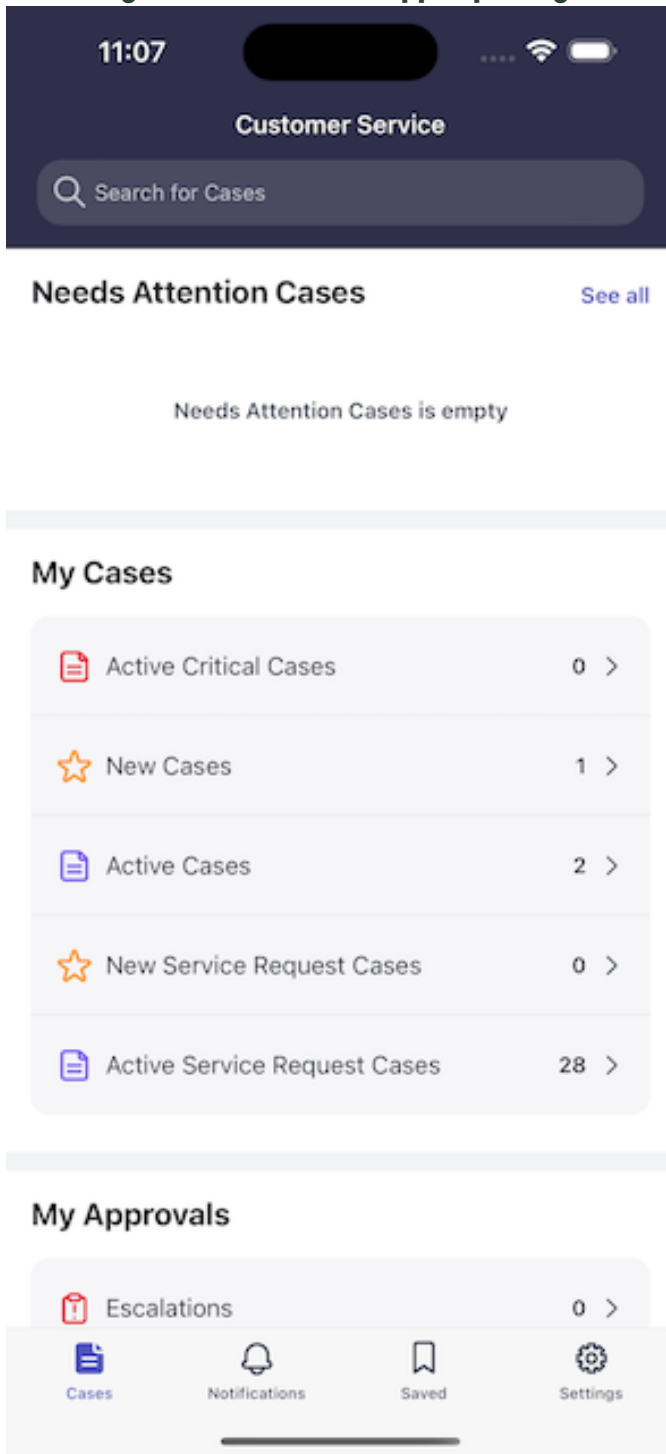 11:07
Customer Service
Search for Cases
Needs Attention Cases See all
Needs Attention Cases is empty
My Cases
Active Critical Cases 0
New Cases 1
Active Cases 2
New Service Request Cases 0
Active Service Request Cases 28
My Approvals
Escalations 0
Cases Notifications Saved Settings